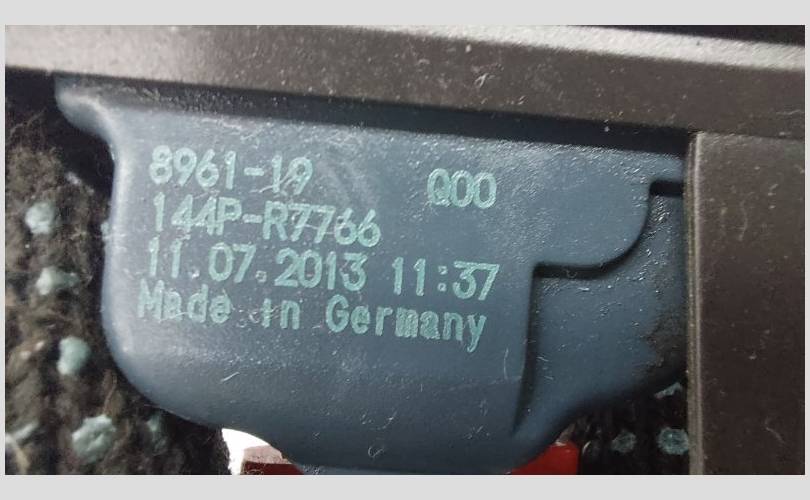 8961-19 Q00
144P-R7766
11.07.2013 11:37
Made in Germany